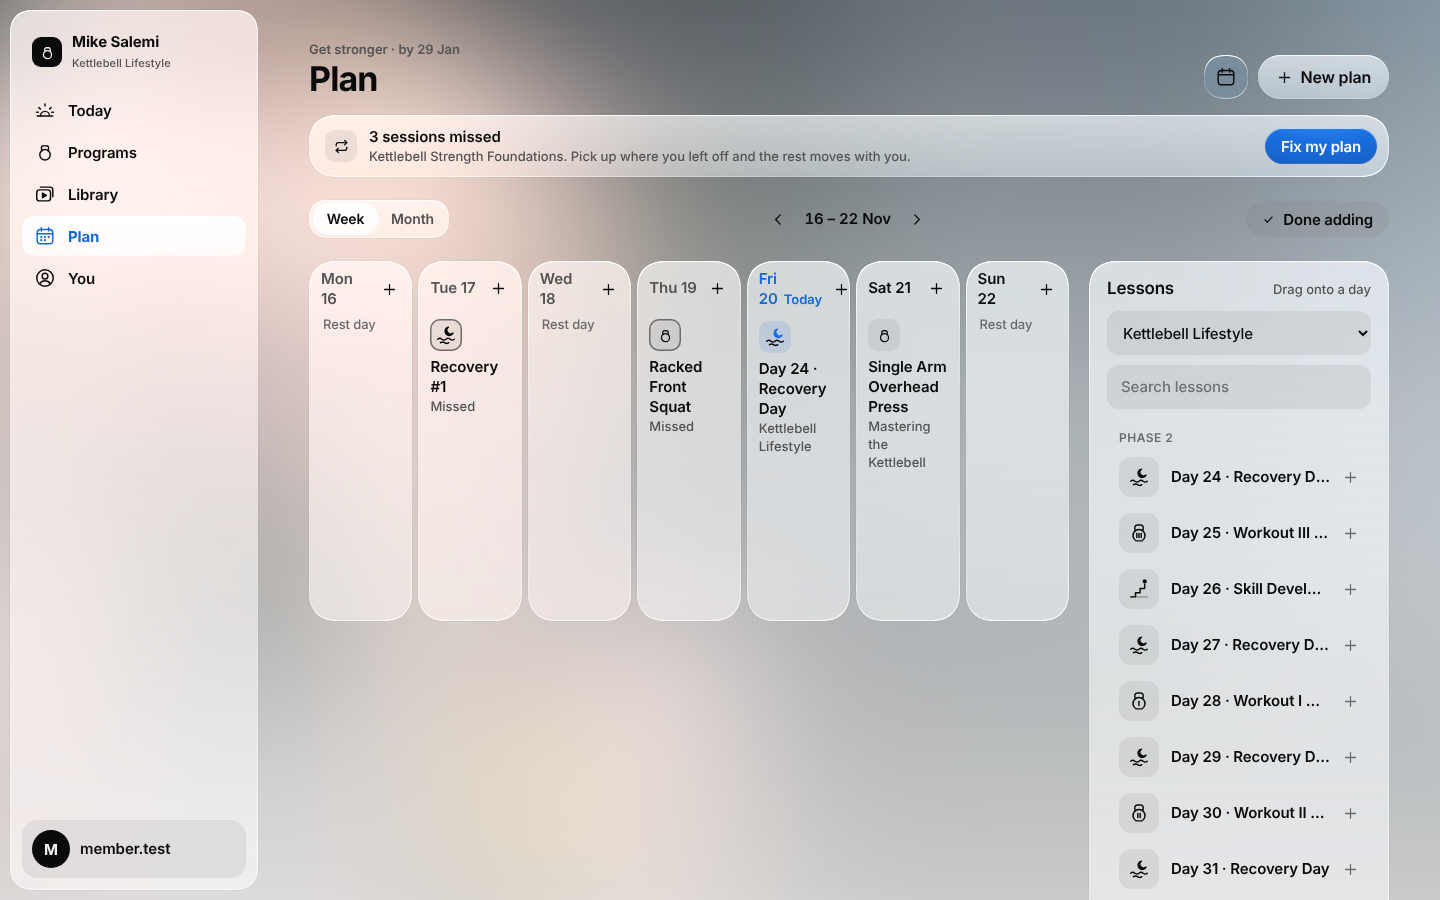 Mike Salemi
Kettlebell Lifestyle
Today
Programs
Library
Plan
You
M
member.test
Get stronger · by 29 Jan
Plan
New plan
3 sessions missed
Kettlebell Strength Foundations. Pick up where you left off and the rest moves with you.
Fix my plan
Week
Month
16 – 22 Nov
Done adding
Mon
16
Rest day
Tue 17
Recovery
#1
Missed
Wed
18
Rest day
Thu 19
Racked
Front
Squat
Missed
Fri
20 Today
Day 24 ·
Recovery
Day
Kettlebell
Lifestyle
Sat 21
Single Arm
Overhead
Press
Mastering
the
Kettlebell
Sun
22
Rest day
Lessons
Drag onto a day
Kettlebell Lifestyle
Search lessons
PHASE 2
Day 24 · Recovery D...
Day 25 · Workout III ...
Day 26 · Skill Devel...
Day 27 · Recovery D...
Day 28 · Workout I ...
Day 29 · Recovery D...
Day 30 · Workout II ...
Day 31 · Recovery Day